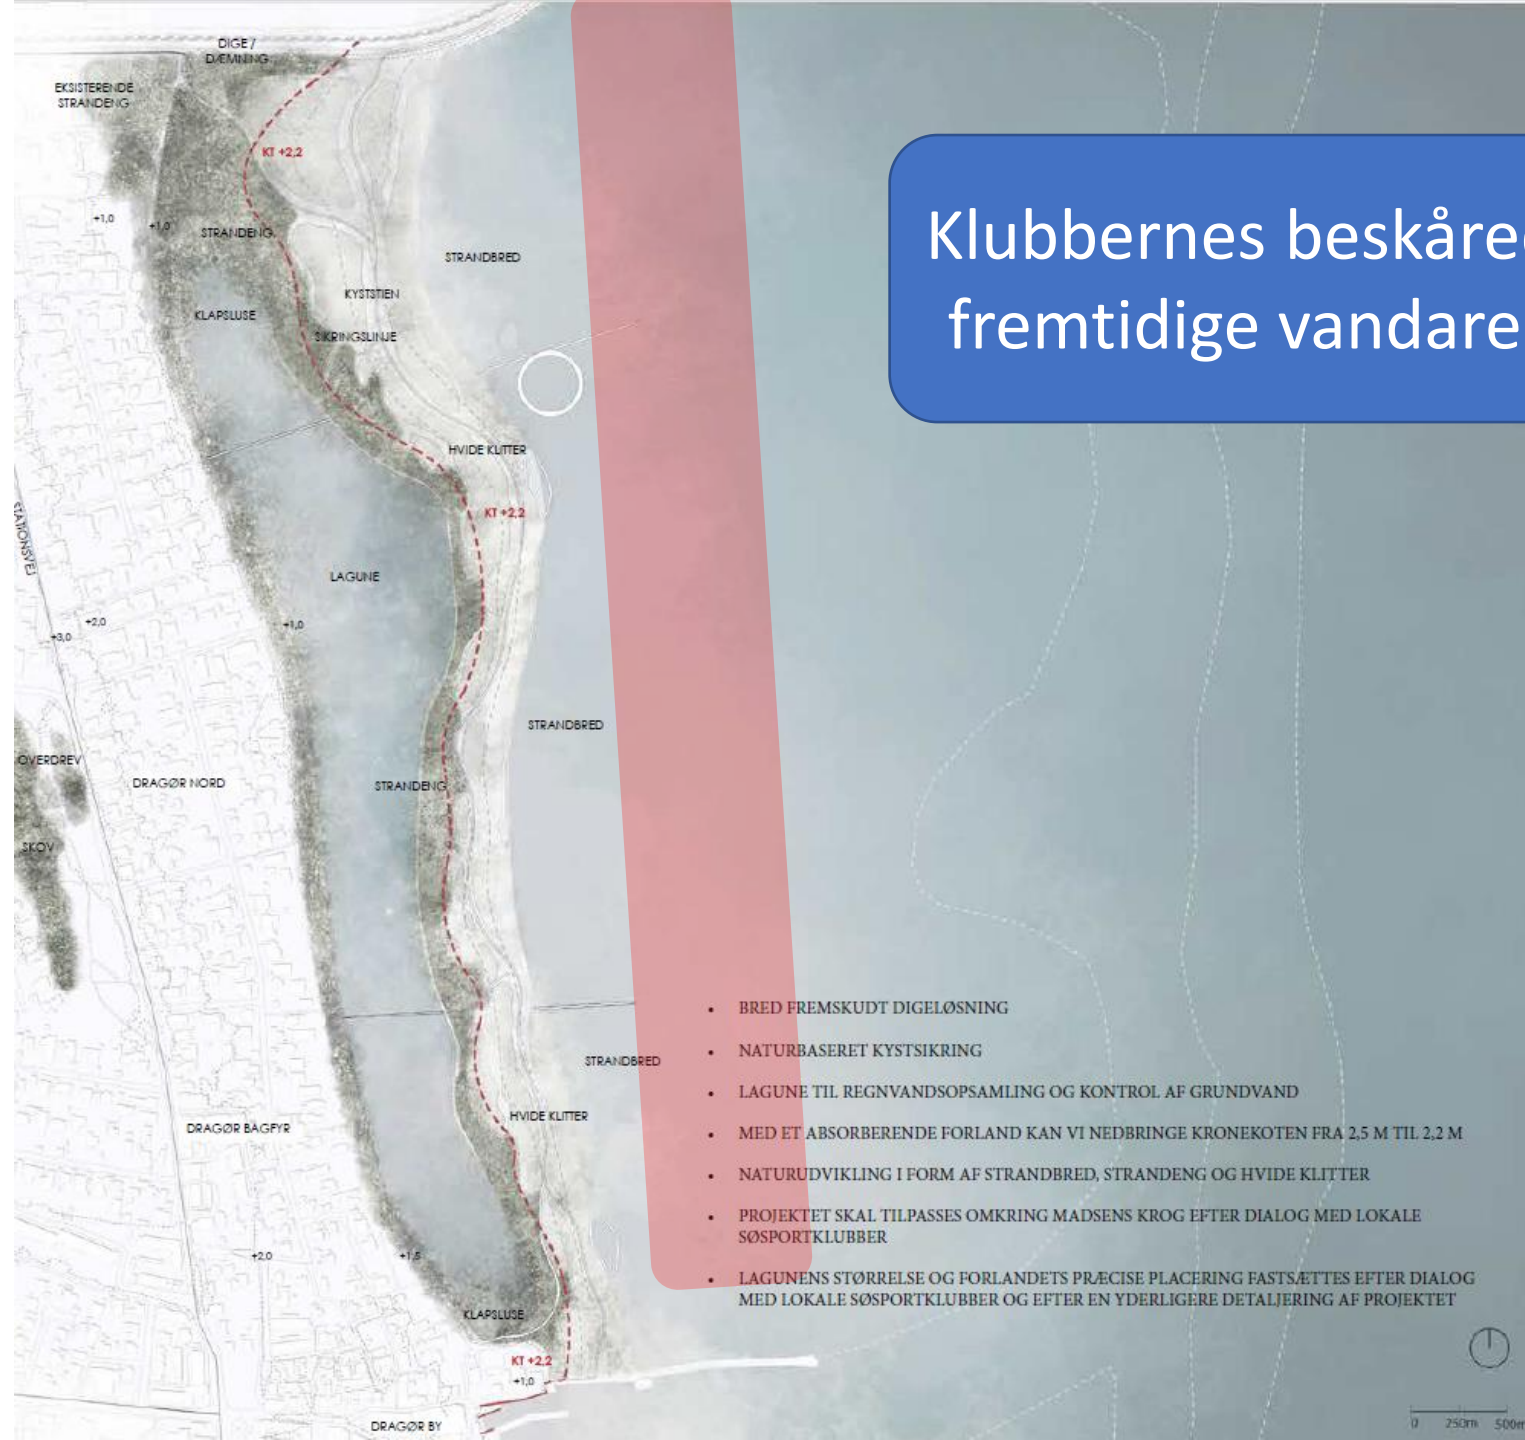 DIGE /
DÆMNING
EKSISTERENDE
STRANDENG
KT +2,2
+1,0
+1,0
STRANDENG
STRANDBRED
KYSTSTIEN
KLAPSLUSE
SIKRINGSLINJE
Klubbernes beskåred
fremtidige vandare
HVIDE KLITTER
KT +2,2
STATIONSVEJ
LAGUNE
+2,0
+1,0
+3,0
STRANDBRED
OVERDREV
DRAGØR NORD
STRANDENG
SKOV
• BRED FREMSKUDT DIGELØSNING
• NATURBASERET KYSTSIKRING
STRANDBRED
• LAGUNE TIL REGNVANDSOPSAMLING OG KONTROL AF GRUNDVAND
HVIDE KLITTER
DRAGØR BAGFYR
• MED ET ABSORBERENDE FORLAND KAN VI NEDBRINGE KRONEKOTEN FRA 2,5 M TIL 2,2 M
• NATURUDVIKLING I FORM AF STRANDBRED, STRANDENG OG HVIDE KLITTER
• PROJEKTET SKAL TILPASSES OMKRING MADSENS KROG EFTER DIALOG MED LOKALE
SØSPORTKLUBBER
+2,0
+1,5
• LAGUNENS STØRRELSE OG FORLANDETS PRÆCISE PLACERING FASTSÆTTES EFTER DIALOG
MED LOKALE SØSPORTKLUBBER OG EFTER EN YDERLIGERE DETALJERING AF PROJEKTET
KLAPSLUSE
KT +2,2
+1,0
DRAGØR BY
0 250m 500m